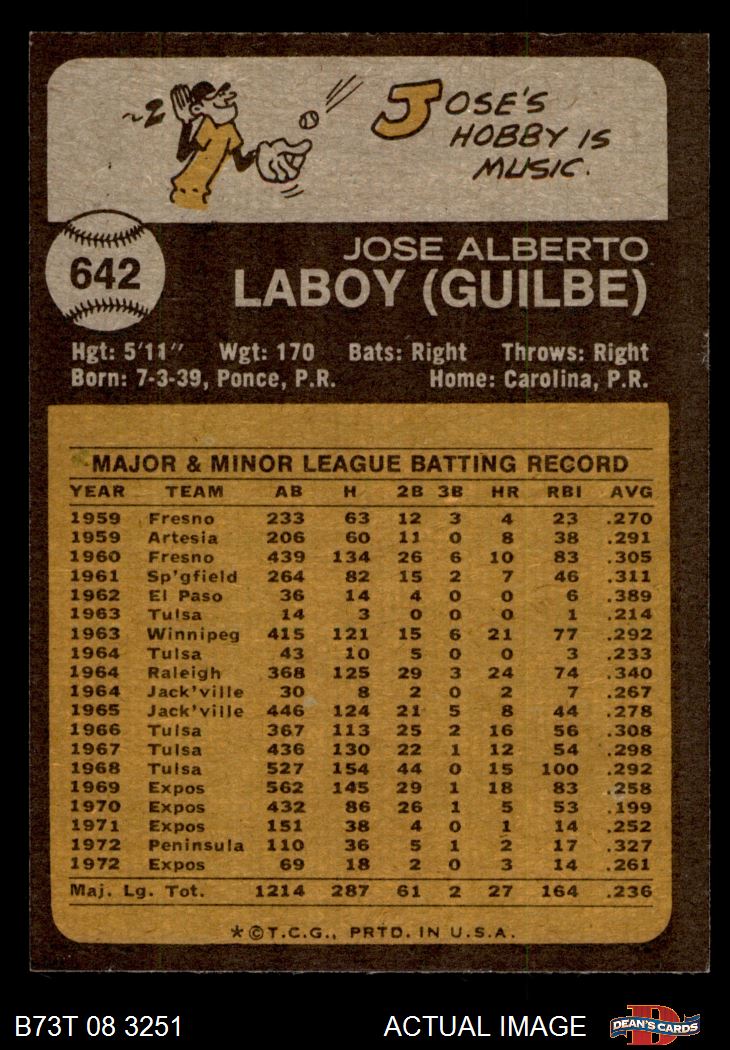 ~2
JOSE'S
HOBBY IS
MUSIC.
642
JOSE ALBERTO
LABOY (GUILBE)
Hgt: 5'11" Wgt: 170 Bats: Right Throws: Right
Born: 7-3-39, Ponce, P.R. Home: Carolina, P.R.
MAJOR & MINOR LEAGUE BATTING RECORD
YEAR TEAM AB H 2B 3B HR RBI AVG
1959 Fresno 233 63 12 3 4 23 .270
1959 Artesia 206 60 11 0 8 38 .291
1960 Fresno 439 134 26 6 10 83 .305
1961 Sp'gfield 264 82 15 2 7 46 .311
1962 El Paso 36 14 4 0 0 6 .389
1963 Tulsa 14 3 0 0 0 1 .214
1963 Winnipeg 415 121 15 6 21 77 .292
1964 Tulsa 43 10 5 0 0 3 .233
1964 Raleigh 368 125 29 3 24 74 .340
1964 Jack'ville 30 8 2 0 2 7 .267
1965 Jack'ville 446 124 21 5 8 44 .278
1966 Tulsa 367 113 25 2 16 56 .308
1967 Tulsa 436 130 22 1 12 54 .298
1968 Tulsa 527 154 44 0 15 100 .292
1969 Expos 562 145 29 1 18 83 .258
1970 Expos 432 86 26 1 5 53 .199
1971 Expos 151 38 4 0 1 14 .252
1972 Peninsula 110 36 5 1 2 17 .327
1972 Expos 69 18 2 0 3 14 .261
Maj. Lg. Tot. 1214 287 61 2 27 164 .236
*©T.C.G., PRTD. IN U.S.A.
B73T 08 3251 ACTUAL IMAGE
D
DEAN'S CARDS